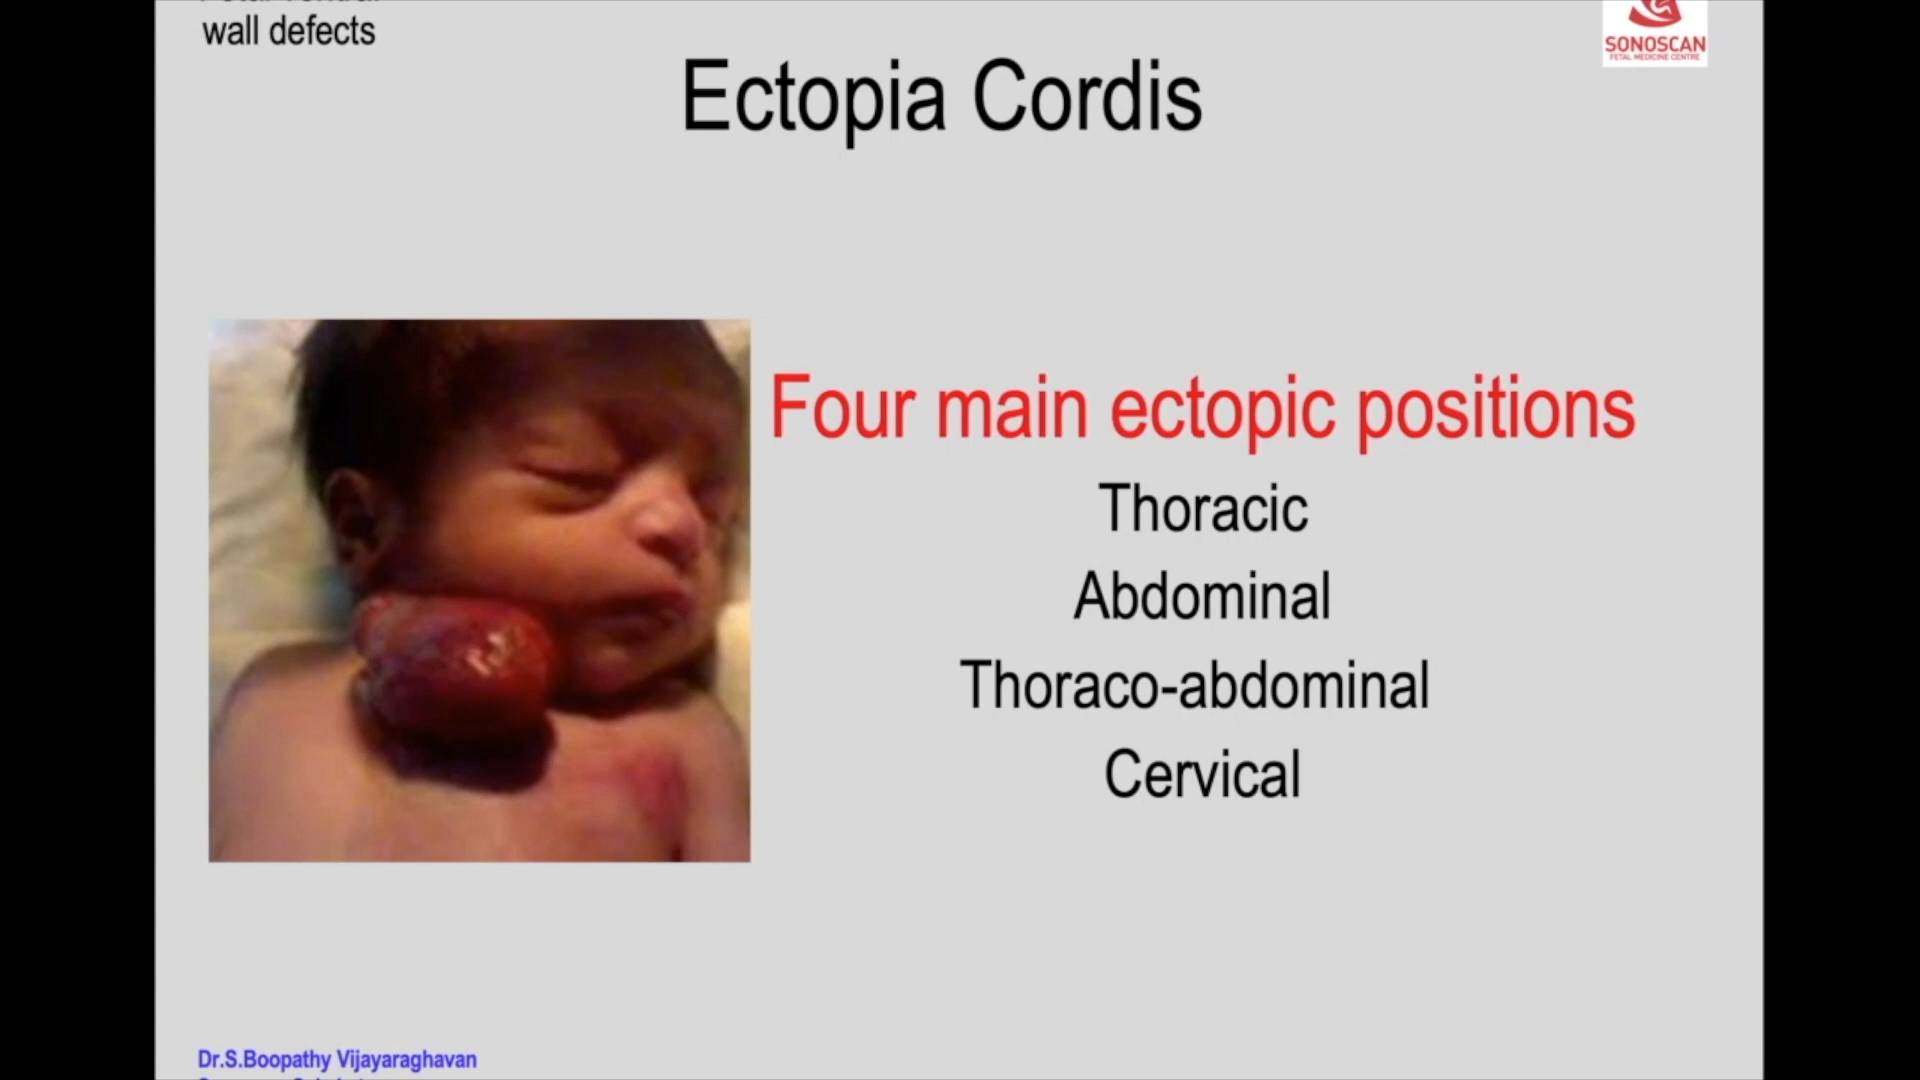 wall defects
SONOSCAN
FETAL MEDICINE CENTRE
Ectopia Cordis
Four main ectopic positions
Thoracic
Abdominal
Thoraco-abdominal
Cervical
Dr.S.Boopathy Vijayaraghavan